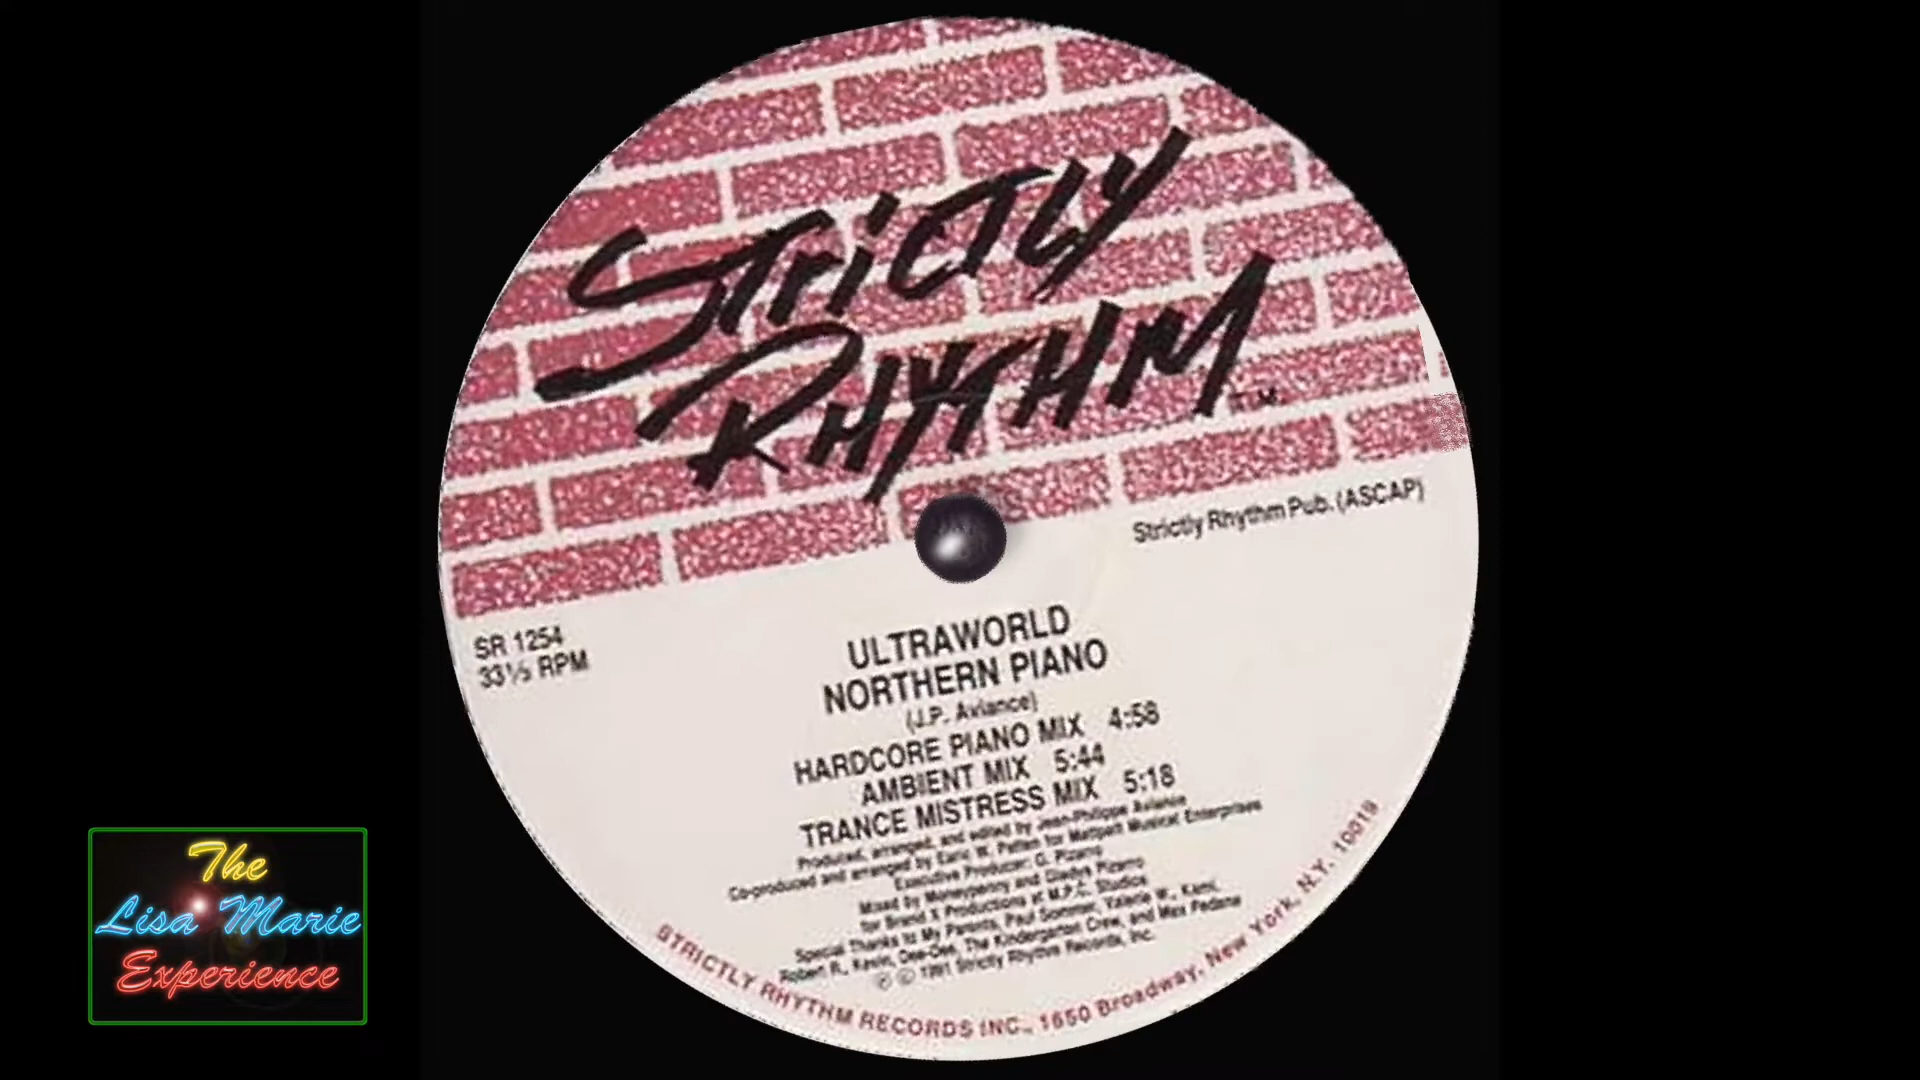 STRICTLY
RHYTHM
T.M.
Strictly Rhythm Pub. (ASCAP)
SR 1254
33⅓ RPM
ULTRAWORLD
NORTHERN PIANO
(J.P. Aviance)
HARDCORE PIANO MIX 4:58
AMBIENT MIX 5:44
TRANCE MISTRESS MIX 5:18
Produced, arranged, and edited by Jean-Philippe Aviance
Co-produced and arranged by Earic W. Patten for Mattpatt Musical Enterprises
Executive Producer: G. Pizarro
Mixed by Moneypenny and Gladys Pizarro
for Brand X Productions at M.P.C. Studios
Special Thanks to My Parents, Paul Sommer, Valerie W., Kami,
Robert R., Kevin, Dee-Dee, The Kindergarten Crew, and Max Pedane
℗ © 1991 Strictly Rhythm Records, Inc.
STRICTLY RHYTHM RECORDS INC., 1650 Broadway, New York, N.Y. 10019
The
Lisa Marie
Experience